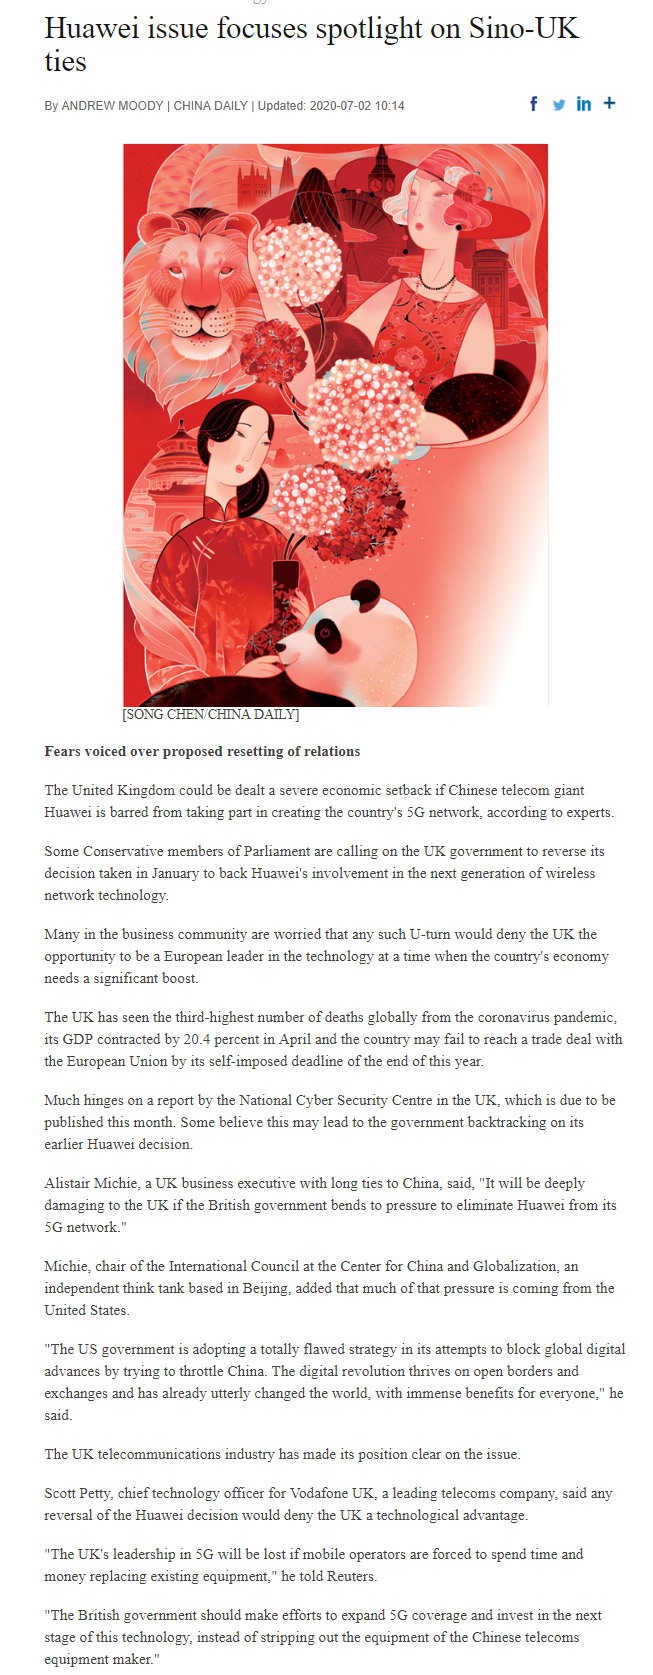 Huawei issue focuses spotlight on Sino-UK
ties
By ANDREW MOODY | CHINA DAILY | Updated: 2020-07-02 10:14
[SONG CHEN/CHINA DAILY]
Fears voiced over proposed resetting of relations
The United Kingdom could be dealt a severe economic setback if Chinese telecom giant
Huawei is barred from taking part in creating the country's 5G network, according to experts.
Some Conservative members of Parliament are calling on the UK government to reverse its
decision taken in January to back Huawei's involvement in the next generation of wireless
network technology.
Many in the business community are worried that any such U-turn would deny the UK the
opportunity to be a European leader in the technology at a time when the country's economy
needs a significant boost.
The UK has seen the third-highest number of deaths globally from the coronavirus pandemic,
its GDP contracted by 20.4 percent in April and the country may fail to reach a trade deal with
the European Union by its self-imposed deadline of the end of this year.
Much hinges on a report by the National Cyber Security Centre in the UK, which is due to be
published this month. Some believe this may lead to the government backtracking on its
earlier Huawei decision.
Alistair Michie, a UK business executive with long ties to China, said, "It will be deeply
damaging to the UK if the British government bends to pressure to eliminate Huawei from its
5G network."
Michie, chair of the International Council at the Center for China and Globalization, an
independent think tank based in Beijing, added that much of that pressure is coming from the
United States.
"The US government is adopting a totally flawed strategy in its attempts to block global digital
advances by trying to throttle China. The digital revolution thrives on open borders and
exchanges and has already utterly changed the world, with immense benefits for everyone," he
said.
The UK telecommunications industry has made its position clear on the issue.
Scott Petty, chief technology officer for Vodafone UK, a leading telecoms company, said any
reversal of the Huawei decision would deny the UK a technological advantage.
"The UK's leadership in 5G will be lost if mobile operators are forced to spend time and
money replacing existing equipment," he told Reuters.
"The British government should make efforts to expand 5G coverage and invest in the next
stage of this technology, instead of stripping out the equipment of the Chinese telecoms
equipment maker."